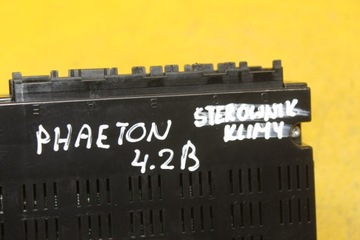 PHAETON
4.2B
STEROWNIK
KLIMY